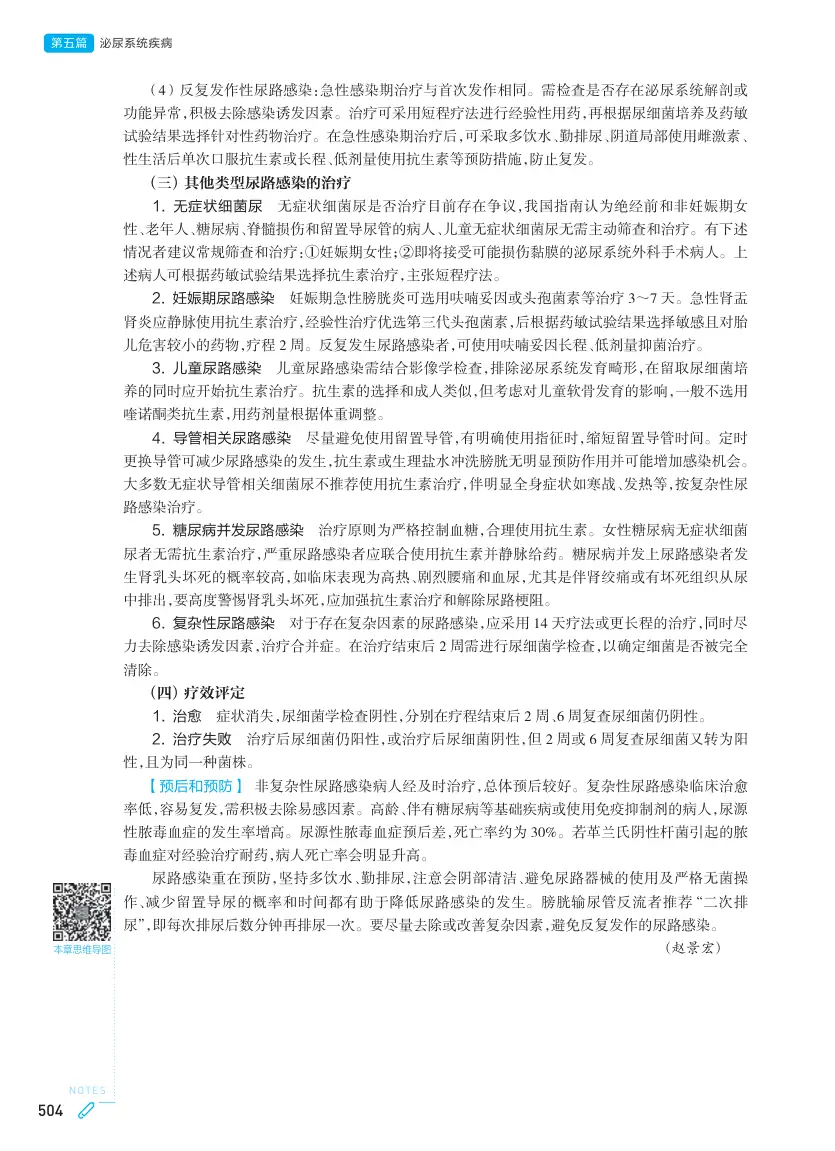 第五篇 泌尿系统疾病
（4）反复发作性尿路感染：急性感染期治疗与首次发作相同。需检查是否存在泌尿系统解剖或
功能异常，积极去除感染诱发因素。治疗可采用短程疗法进行经验性用药，再根据尿细菌培养及药敏
试验结果选择针对性药物治疗。在急性感染期治疗后，可采取多饮水、勤排尿、阴道局部使用雌激素、
性生活后单次口服抗生素或长程、低剂量使用抗生素等预防措施，防止复发。
（三）其他类型尿路感染的治疗
1. 无症状细菌尿　无症状细菌尿是否治疗目前存在争议，我国指南认为绝经前和非妊娠期女
性、老年人、糖尿病、脊髓损伤和留置导尿管的病人、儿童无症状细菌尿无需主动筛查和治疗。有下述
情况者建议常规筛查和治疗：①妊娠期女性；②即将接受可能损伤黏膜的泌尿系统外科手术病人。上
述病人可根据药敏试验结果选择抗生素治疗，主张短程疗法。
2. 妊娠期尿路感染　妊娠期急性膀胱炎可选用呋喃妥因或头孢菌素等治疗 3～7 天。急性肾盂
肾炎应静脉使用抗生素治疗，经验性治疗优选第三代头孢菌素，后根据药敏试验结果选择敏感且对胎
儿危害较小的药物，疗程 2 周。反复发生尿路感染者，可使用呋喃妥因长程、低剂量抑菌治疗。
3. 儿童尿路感染　儿童尿路感染需结合影像学检查，排除泌尿系统发育畸形，在留取尿细菌培
养的同时应开始抗生素治疗。抗生素的选择和成人类似，但考虑对儿童软骨发育的影响，一般不选用
喹诺酮类抗生素，用药剂量根据体重调整。
4. 导管相关尿路感染　尽量避免使用留置导管，有明确使用指征时，缩短留置导管时间。定时
更换导管可减少尿路感染的发生，抗生素或生理盐水冲洗膀胱无明显预防作用并可能增加感染机会。
大多数无症状导管相关细菌尿不推荐使用抗生素治疗，伴明显全身症状如寒战、发热等，按复杂性尿
路感染治疗。
5. 糖尿病并发尿路感染　治疗原则为严格控制血糖，合理使用抗生素。女性糖尿病无症状细菌
尿者无需抗生素治疗，严重尿路感染者应联合使用抗生素并静脉给药。糖尿病并发上尿路感染者发
生肾乳头坏死的概率较高，如临床表现为高热、剧烈腰痛和血尿，尤其是伴肾绞痛或有坏死组织从尿
中排出，要高度警惕肾乳头坏死，应加强抗生素治疗和解除尿路梗阻。
6. 复杂性尿路感染　对于存在复杂因素的尿路感染，应采用 14 天疗法或更长程的治疗，同时尽
力去除感染诱发因素，治疗合并症。在治疗结束后 2 周需进行尿细菌学检查，以确定细菌是否被完全
清除。
（四）疗效评定
1. 治愈　症状消失，尿细菌学检查阴性，分别在疗程结束后 2 周、6 周复查尿细菌仍阴性。
2. 治疗失败　治疗后尿细菌仍阳性，或治疗后尿细菌阴性，但 2 周或 6 周复查尿细菌又转为阳
性，且为同一种菌株。
【预后和预防】 非复杂性尿路感染病人经及时治疗，总体预后较好。复杂性尿路感染临床治愈
率低，容易复发，需积极去除易感因素。高龄、伴有糖尿病等基础疾病或使用免疫抑制剂的病人，尿源
性脓毒血症的发生率增高。尿源性脓毒血症预后差，死亡率约为 30%。若革兰氏阴性杆菌引起的脓
毒血症对经验治疗耐药，病人死亡率会明显升高。
尿路感染重在预防，坚持多饮水、勤排尿，注意会阴部清洁、避免尿路器械的使用及严格无菌操
作、减少留置导尿的概率和时间都有助于降低尿路感染的发生。膀胱输尿管反流者推荐“二次排
尿”，即每次排尿后数分钟再排尿一次。要尽量去除或改善复杂因素，避免反复发作的尿路感染。
（赵景宏）
本章思维导图
NOTES
504